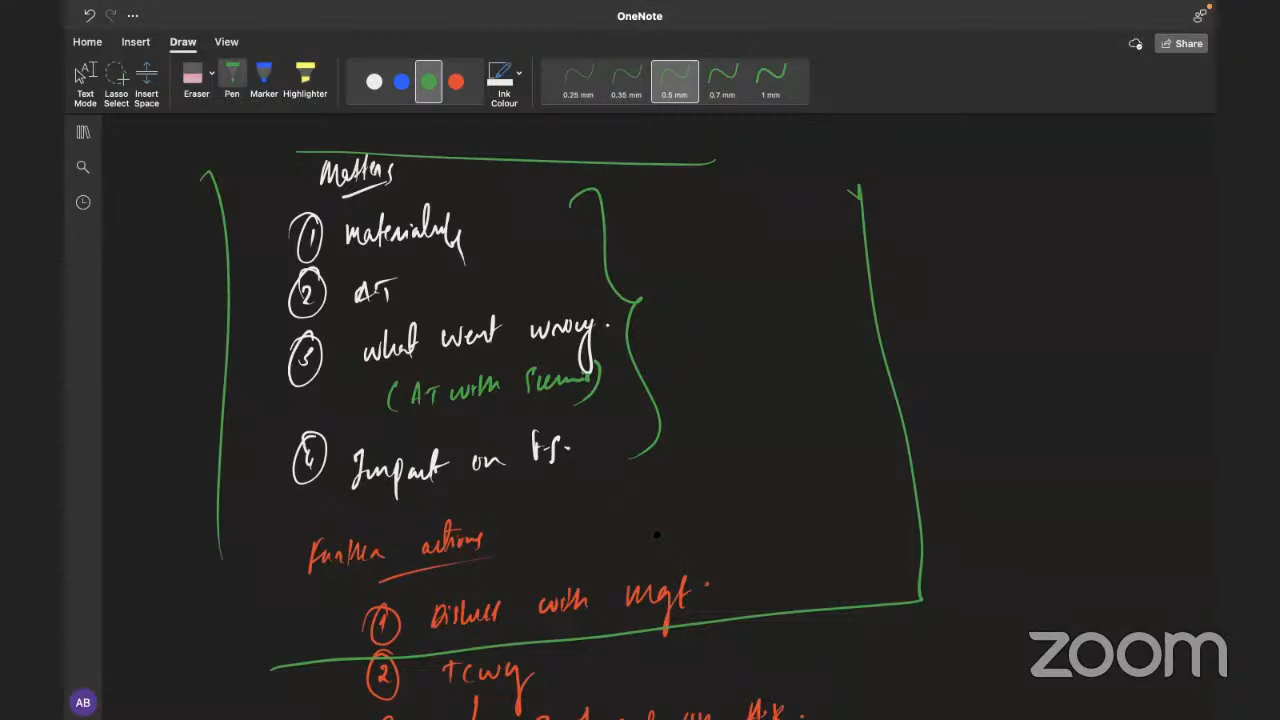 OneNote
Home Insert Draw View
Share
Text Mode Lasso Select Insert Space Eraser Pen Marker Highlighter Ink Colour 0.25 mm 0.35 mm 0.5 mm 0.7 mm 1 mm
Matters
1 materiality
2 AT
3 what went wrong.
(AT with
4 Impact on F.S.
Further actions
1 Discuss with mgt.
2 TCWG
AB
zoom